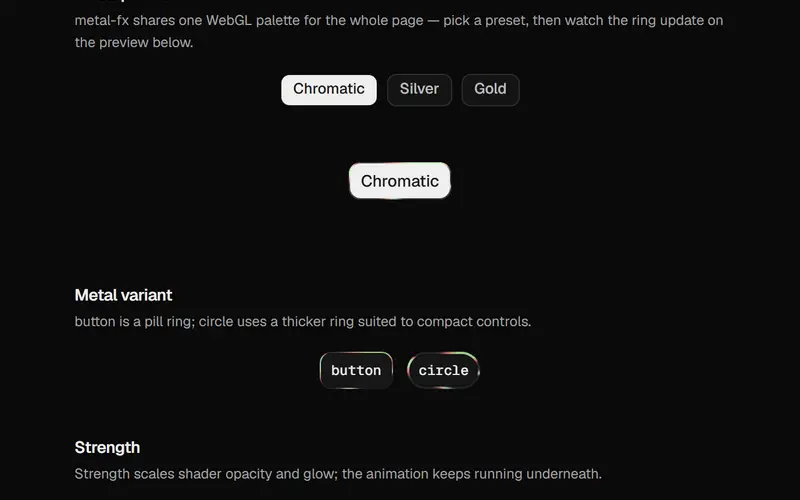 metal-fx shares one WebGL palette for the whole page — pick a preset, then watch the ring update on
the preview below.
Chromatic
Silver
Gold
Chromatic
Metal variant
button is a pill ring; circle uses a thicker ring suited to compact controls.
button
circle
Strength
Strength scales shader opacity and glow; the animation keeps running underneath.